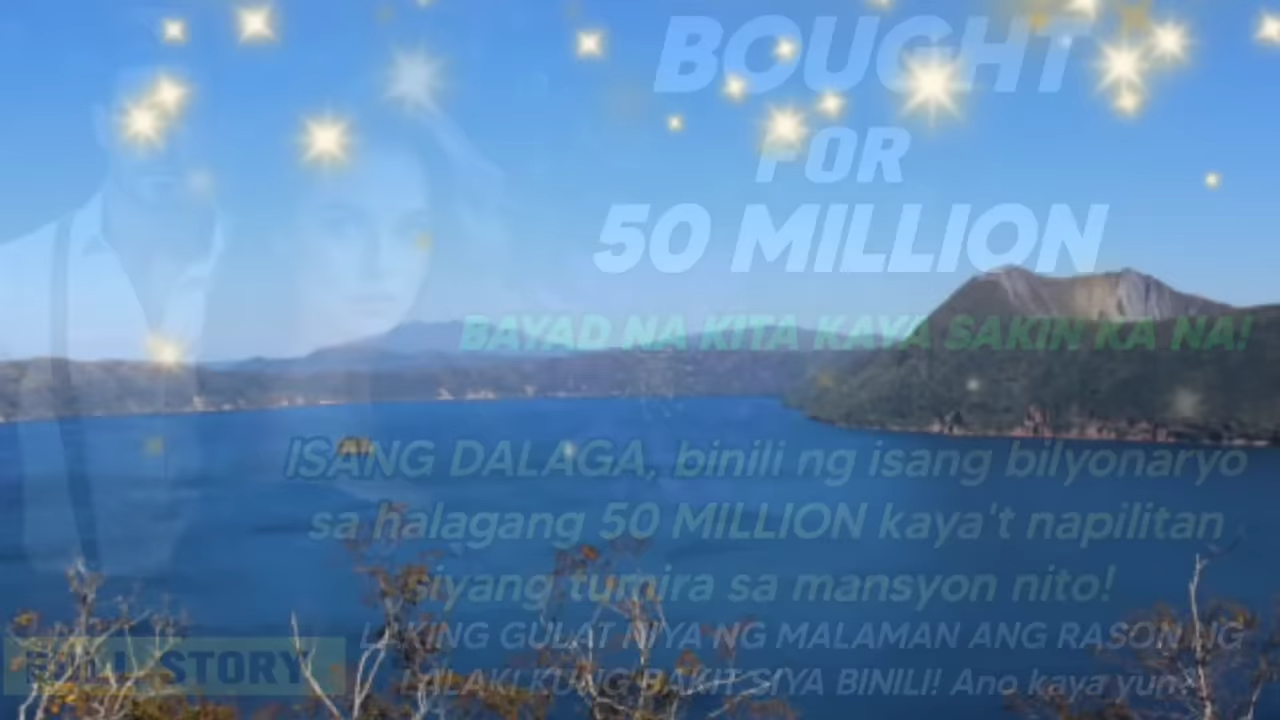 BOUGHT
FOR
50 MILLION
BAYAD NA KITA KAYA SAKIN KA NA!
ISANG DALAGA, binili ng isang bilyonaryo
sa halagang 50 MILLION kaya't napilitan
siyang tumira sa mansyon nito!
LAKING GULAT NIYA NG MALAMAN ANG RASON NG
LALAKI KUNG BAKIT SIYA BINILI! Ano kaya yun?
FULL STORY